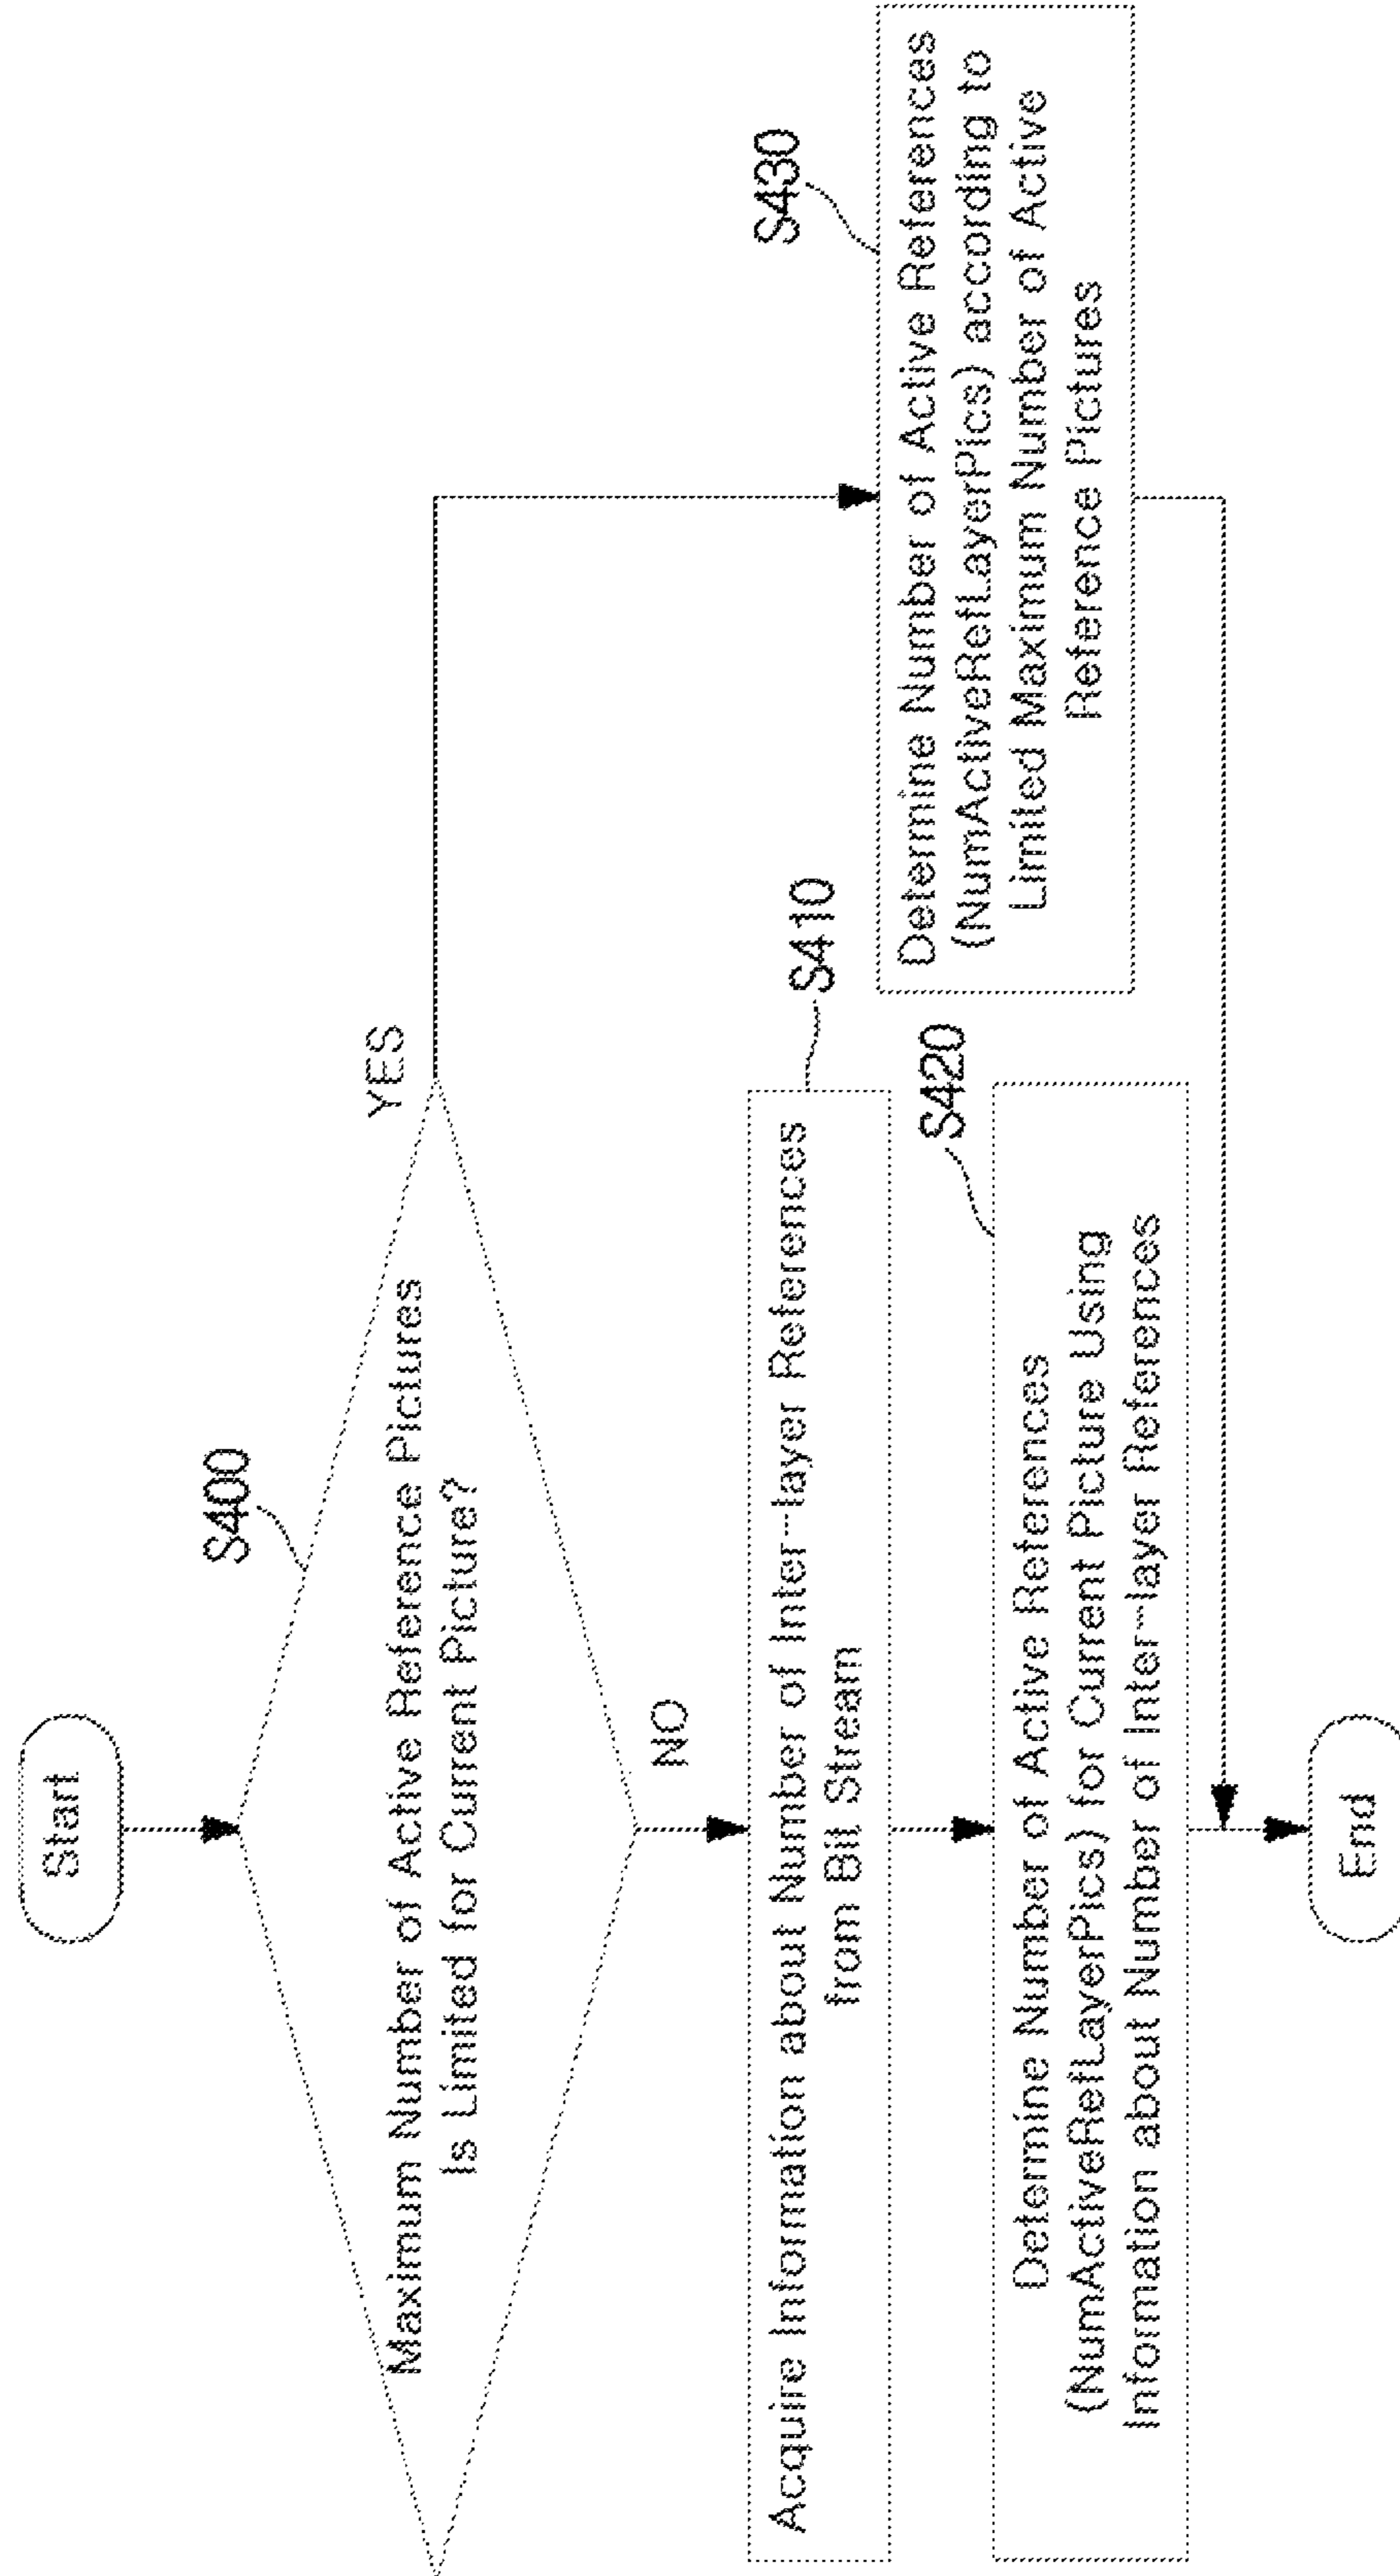 Start
S400
Maximum Number of Active Reference Pictures
Is Limited for Current Picture?
YES
NO
S410
Acquire Information about Number of Inter-layer References
from Bit Stream
S420
Determine Number of Active References
(NumActiveRefLayerPics) for Current Picture Using
Information about Number of Inter-layer References
S430
Determine Number of Active References
(NumActiveRefLayerPics) according to
Limited Maximum Number of Active
Reference Pictures
End